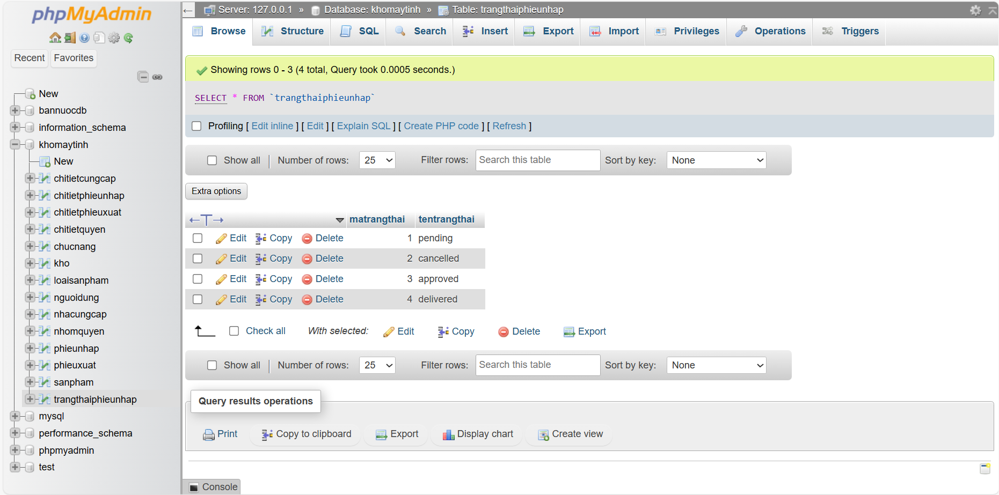 phpMyAdmin
Recent Favorites
New
bannuocdb
information_schema
khomaytinh
New
chitietcungcap
chitietphieunhap
chitietphieuxuat
chitietquyen
chucnang
kho
loaisanpham
nguoidung
nhacungcap
nhomquyen
phieunhap
phieuxuat
sanpham
trangthaiphieunhap
mysql
performance_schema
phpmyadmin
test
Server: 127.0.0.1 » Database: khomaytinh » Table: trangthaiphieunhap
Browse Structure SQL Search Insert Export Import Privileges Operations Triggers
Showing rows 0 - 3 (4 total, Query took 0.0005 seconds.)
SELECT * FROM `trangthaiphieunhap`
Profiling [ Edit inline ] [ Edit ] [ Explain SQL ] [ Create PHP code ] [ Refresh ]
Show all | Number of rows: 25 Filter rows: Search this table Sort by key: None
Extra options
←T→ matrangthai tentrangthai
Edit Copy Delete 1 pending
Edit Copy Delete 2 cancelled
Edit Copy Delete 3 approved
Edit Copy Delete 4 delivered
Check all With selected: Edit Copy Delete Export
Show all | Number of rows: 25 Filter rows: Search this table Sort by key: None
Query results operations
Print Copy to clipboard Export Display chart Create view
Console